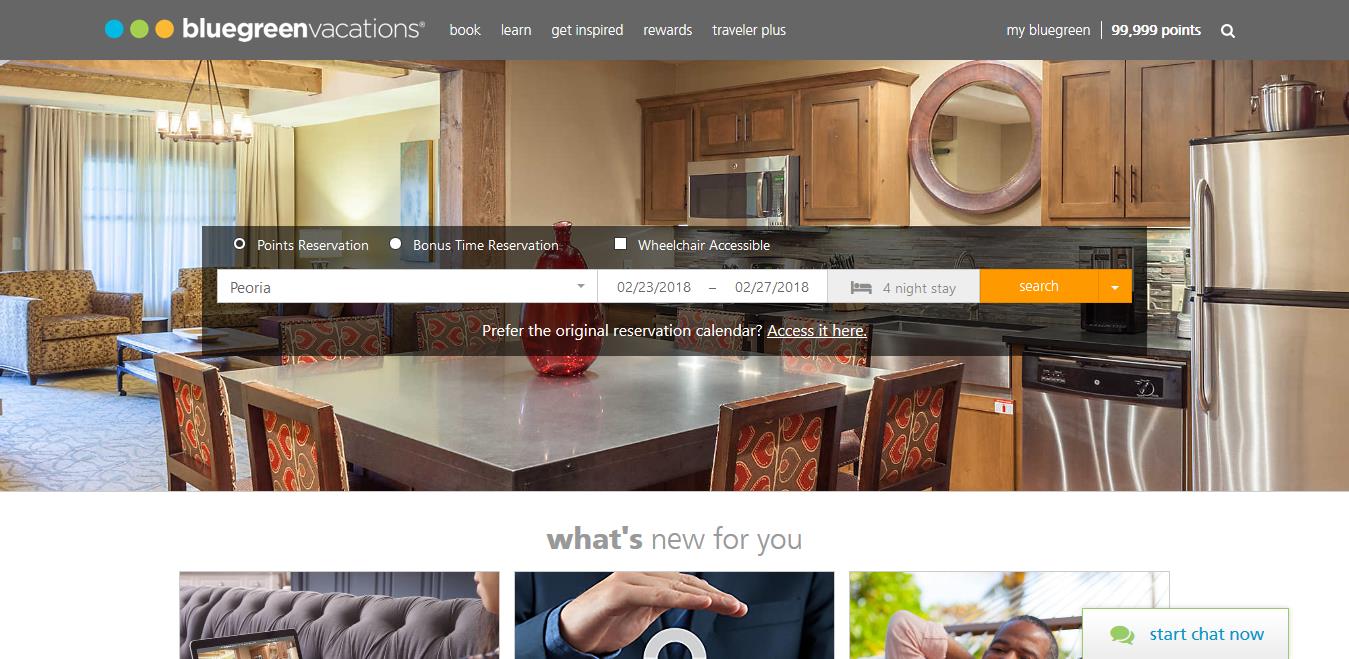 bluegreenvacations® book learn get inspired rewards traveler plus my bluegreen 99,999 points
Points Reservation Bonus Time Reservation Wheelchair Accessible
Peoria 02/23/2018 – 02/27/2018 4 night stay search
Prefer the original reservation calendar? Access it here.
what's new for you
start chat now